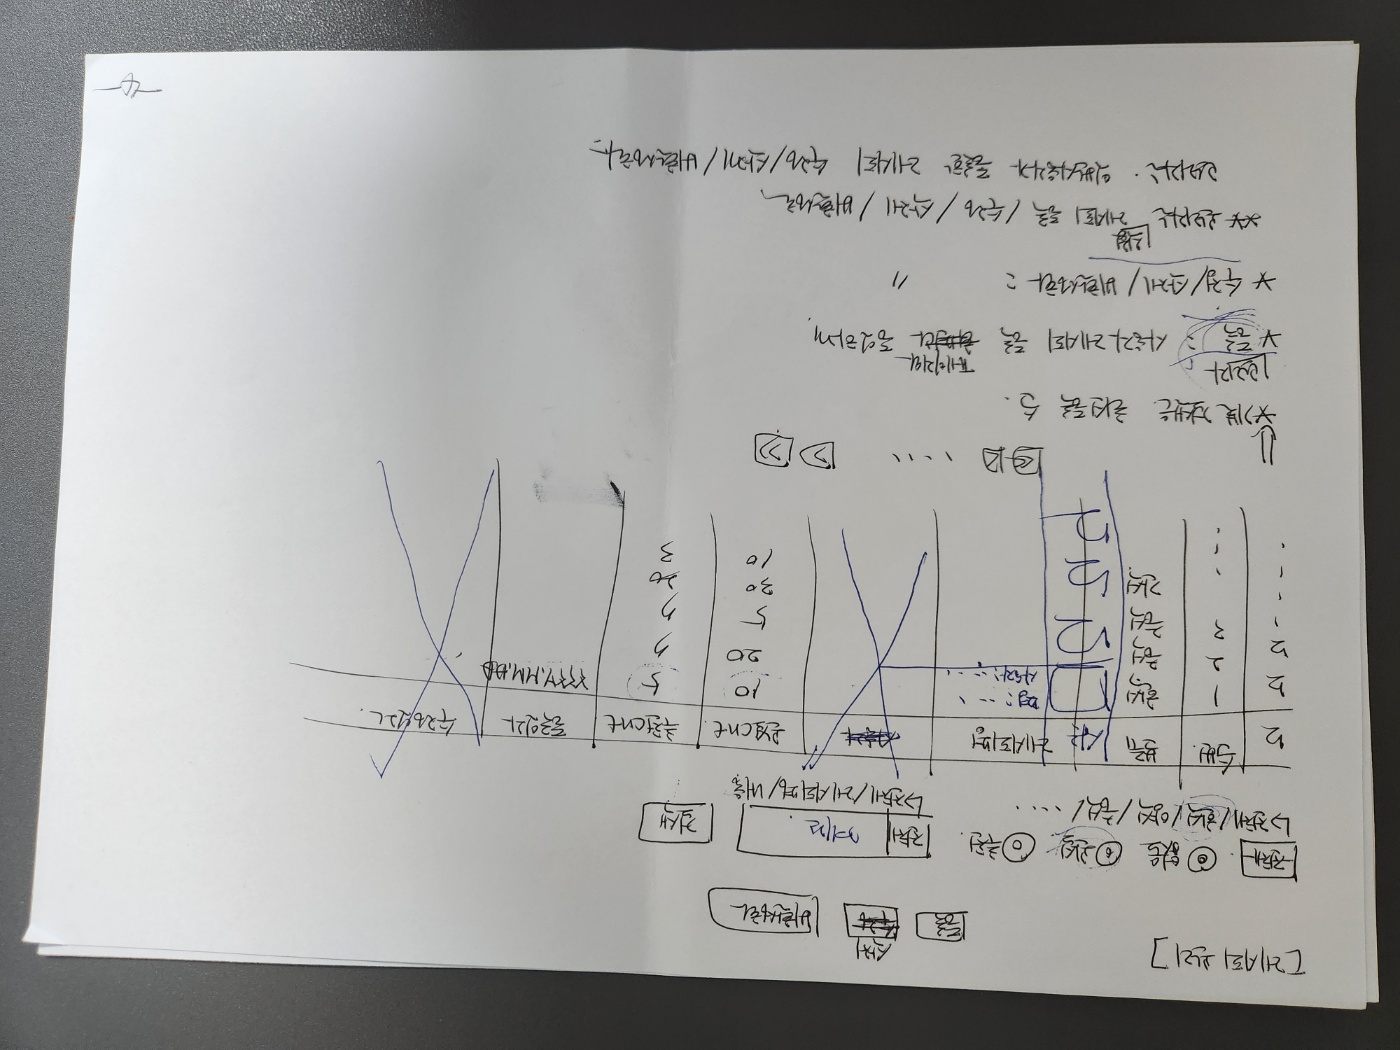 [레시피 관리]
삭제
등록 수정 비활성화
전체 ◎ 없음 ◎ 관심 ◎ 추천 전체 계란 검색
↳전체/한식/양식/중식/....
↳전체/레시피명/내용
순번. 분류 사진 레시피명 사용자 관심cnt 추천cnt 등록일자 수정일자
1 한식 명: .... 10 5 YYYY.MM.DD
사용자: ....
2 중식 20 7
3 중식 5 7
간식 30 20
10 3
< < .... > >>
*기본 검색은 최신등록 순.
관리자
페이지와
* 등록 : 사용자 레시피 등록 화면과 동일하게
* 수정/삭제/비활성화 = 〃
직접
** 관리자는 레시피 등록/수정/삭제/비활성화
관리자는 일반사용자가 등록한 레시피 수정/삭제/비활성화
-4-